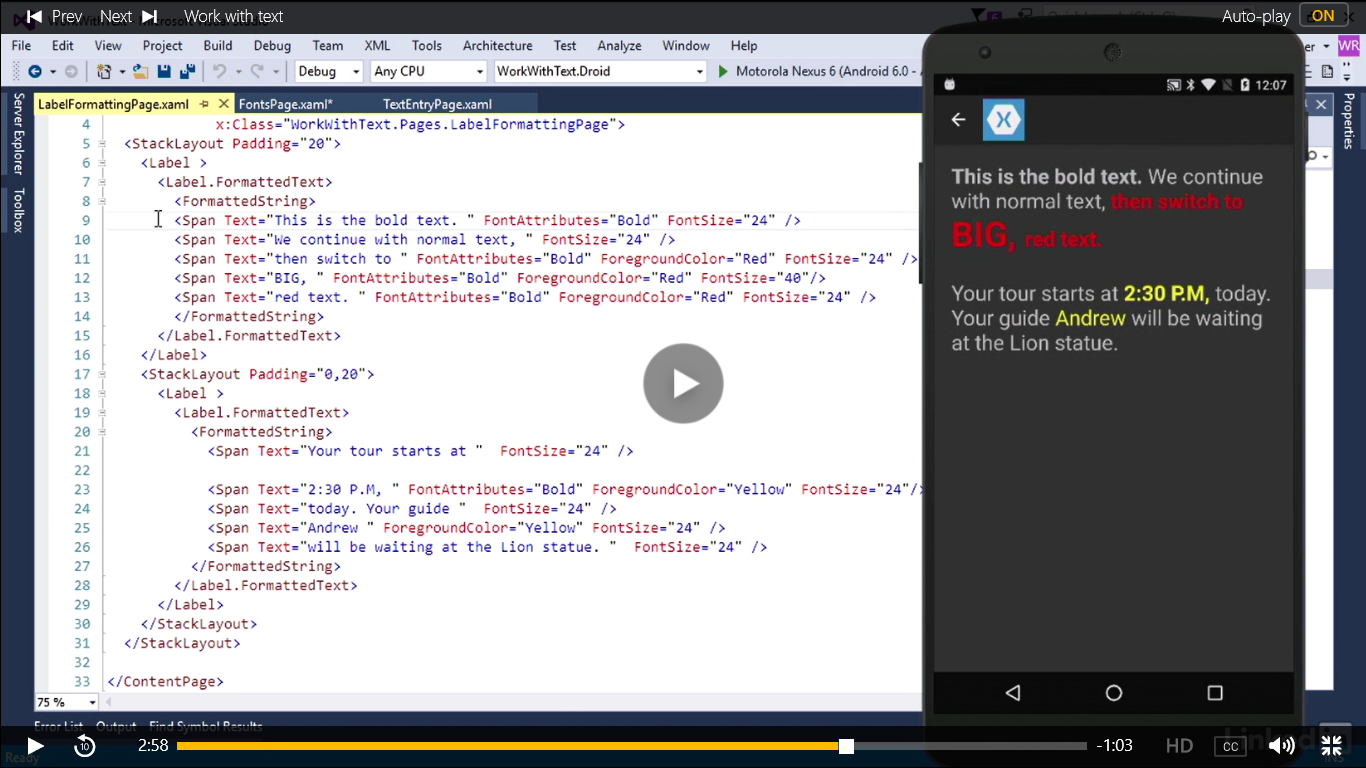 Prev Next Work with text
Auto-play ON
File Edit View Project Build Debug Team XML Tools Architecture Test Analyze Window Help
WR
Debug Any CPU WorkWithText.Droid Motorola Nexus 6 (Android 6.0 -
LabelFormattingPage.xaml FontsPage.xaml* TextEntryPage.xaml
Server Explorer
Toolbox
Properties
4 x:Class="WorkWithText.Pages.LabelFormattingPage">
5 <StackLayout Padding="20">
6 <Label >
7 <Label.FormattedText>
8 <FormattedString>
9 <Span Text="This is the bold text. " FontAttributes="Bold" FontSize="24" />
10 <Span Text="We continue with normal text, " FontSize="24" />
11 <Span Text="then switch to " FontAttributes="Bold" ForegroundColor="Red" FontSize="24" />
12 <Span Text="BIG, " FontAttributes="Bold" ForegroundColor="Red" FontSize="40"/>
13 <Span Text="red text. " FontAttributes="Bold" ForegroundColor="Red" FontSize="24" />
14 </FormattedString>
15 </Label.FormattedText>
16 </Label>
17 <StackLayout Padding="0,20">
18 <Label >
19 <Label.FormattedText>
20 <FormattedString>
21 <Span Text="Your tour starts at "  FontSize="24" />
22
23 <Span Text="2:30 P.M, " FontAttributes="Bold" ForegroundColor="Yellow" FontSize="24"/>
24 <Span Text="today. Your guide "  FontSize="24" />
25 <Span Text="Andrew " ForegroundColor="Yellow" FontSize="24" />
26 <Span Text="will be waiting at the Lion statue. "  FontSize="24" />
27 </FormattedString>
28 </Label.FormattedText>
29 </Label>
30 </StackLayout>
31 </StackLayout>
32
33 </ContentPage>
75 %
Error List Output Find Symbol Results
12:07
This is the bold text. We continue
with normal text, then switch to
BIG, red text.
Your tour starts at 2:30 P.M, today.
Your guide Andrew will be waiting
at the Lion statue.
10 2:58 -1:03 HD CC
Ready